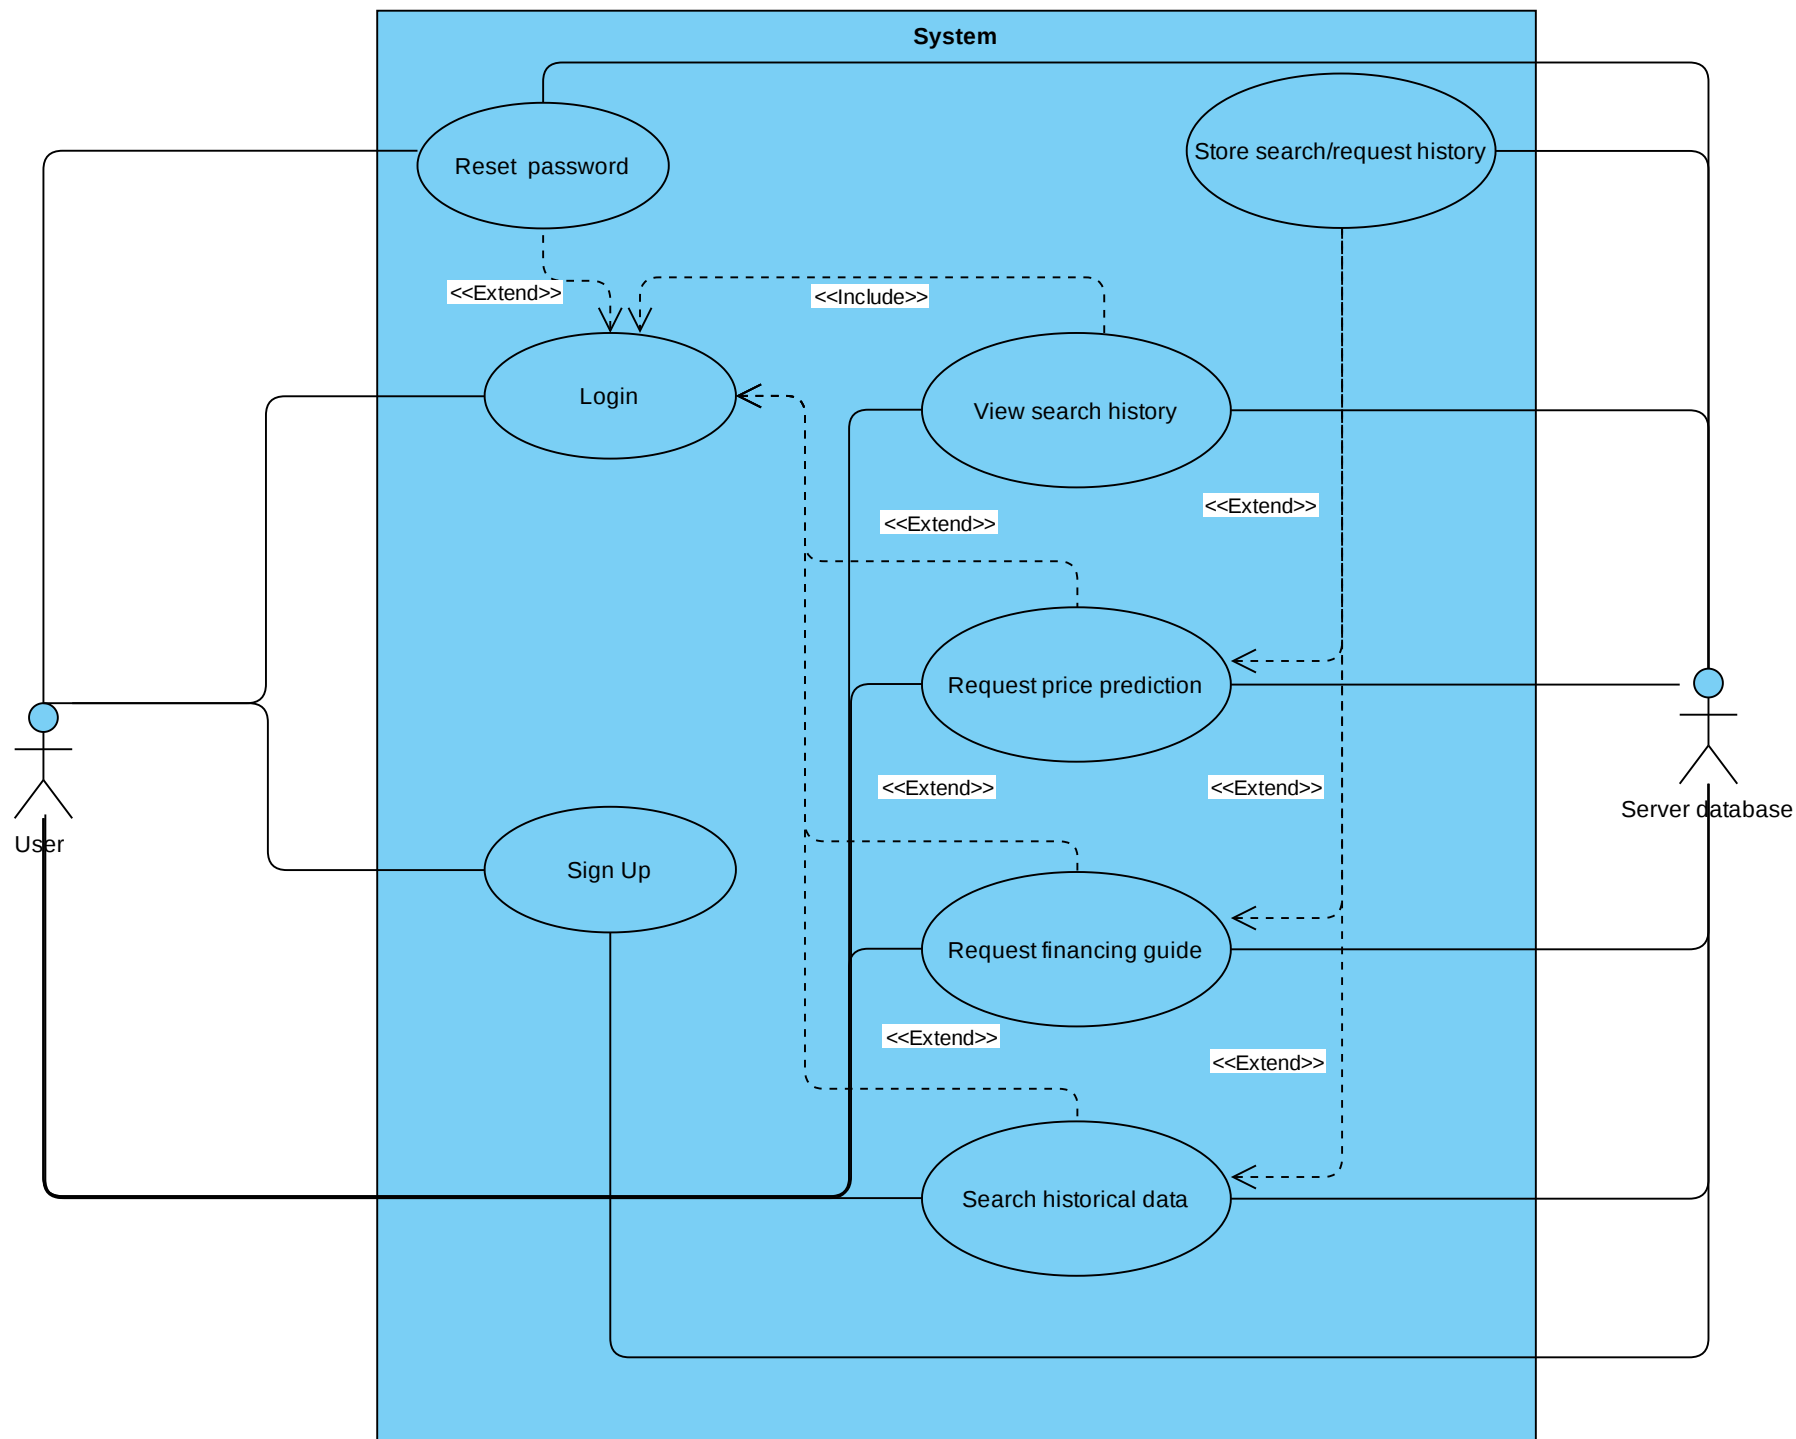 System
Reset  password
Store search/request history
<<Extend>>
<<Include>>
Login
View search history
<<Extend>>
<<Extend>>
Request price prediction
<<Extend>>
<<Extend>>
Server database
User
Sign Up
Request financing guide
<<Extend>>
<<Extend>>
Search historical data